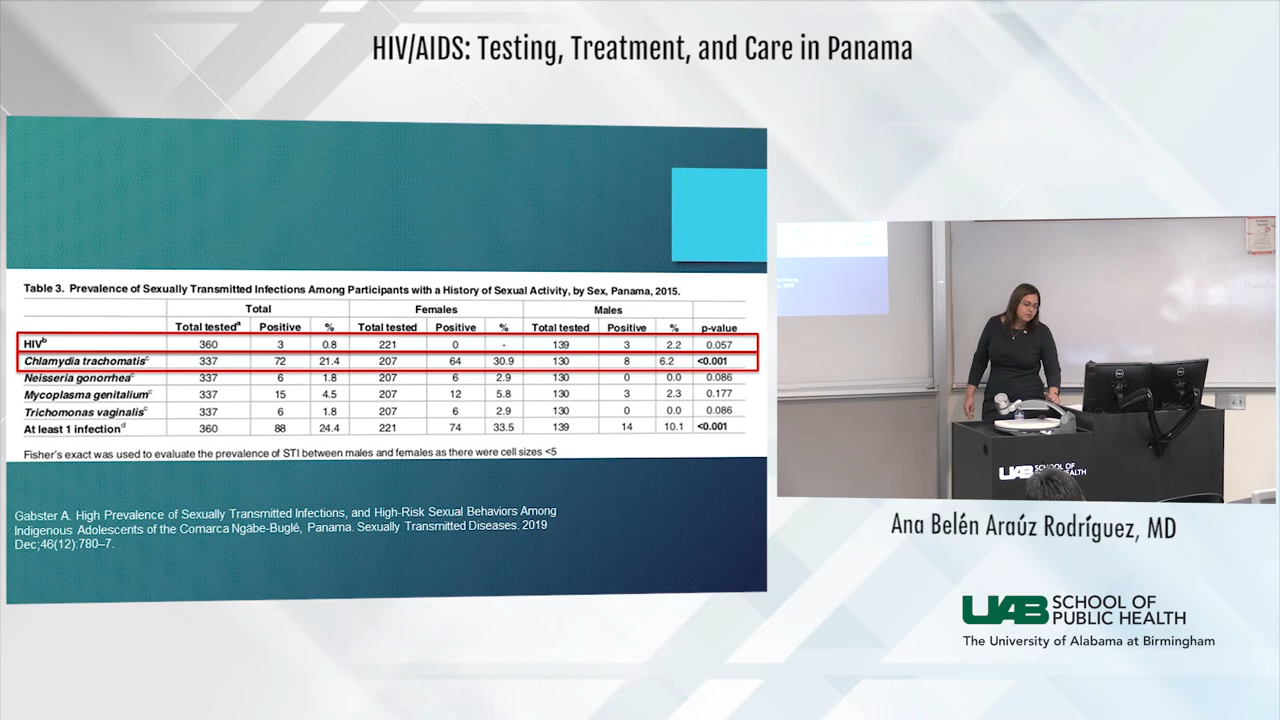 HIV/AIDS: Testing, Treatment, and Care in Panama
Table 3. Prevalence of Sexually Transmitted Infections Among Participants with a History of Sexual Activity, by Sex, Panama, 2015.
Total Females Males
Total tested^a Positive % Total tested Positive % Total tested Positive % p-value
HIV^b 360 3 0.8 221 0 - 139 3 2.2 0.057
Chlamydia trachomatis^c 337 72 21.4 207 64 30.9 130 8 6.2 <0.001
Neisseria gonorrhea^c 337 6 1.8 207 6 2.9 130 0 0.0 0.086
Mycoplasma genitalium^c 337 15 4.5 207 12 5.8 130 3 2.3 0.177
Trichomonas vaginalis^c 337 6 1.8 207 6 2.9 130 0 0.0 0.086
At least 1 infection^d 360 88 24.4 221 74 33.5 139 14 10.1 <0.001
Fisher's exact was used to evaluate the prevalence of STI between males and females as there were cell sizes <5
Gabster A. High Prevalence of Sexually Transmitted Infections, and High-Risk Sexual Behaviors Among
Indigenous Adolescents of the Comarca Ngäbe-Buglé, Panama. Sexually Transmitted Diseases. 2019
Dec;46(12):780–7.
UAB SCHOOL OF
PUBLIC HEALTH
Ana Belén Araúz Rodríguez, MD
UAB SCHOOL OF
PUBLIC HEALTH
The University of Alabama at Birmingham